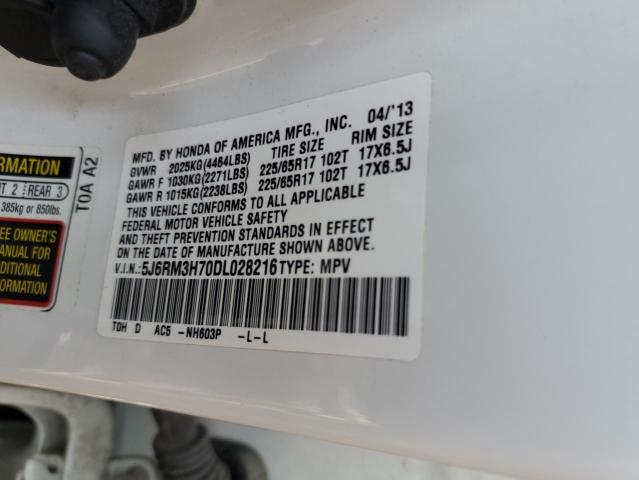 MFD. BY HONDA OF AMERICA MFG., INC. 04/'13
GVWR 2025KG(4464LBS) TIRE SIZE RIM SIZE
GAWR F 1030KG(2271LBS) 225/65R17 102T 17X6.5J
GAWR R 1015KG(2238LBS) 225/65R17 102T 17X6.5J
THIS VEHICLE CONFORMS TO ALL APPLICABLE
FEDERAL MOTOR VEHICLE SAFETY
AND THEFT PREVENTION STANDARDS IN EFFECT
ON THE DATE OF MANUFACTURE SHOWN ABOVE.
V.I.N.: 5J6RM3H70DL028216 TYPE: MPV
TDH D AC5 -NH603P -L-L
RMATION
2 REAR 3
385kg or 850lbs.
EE OWNER'S
ANUAL FOR
DDITIONAL
ORMATION
T0A A2